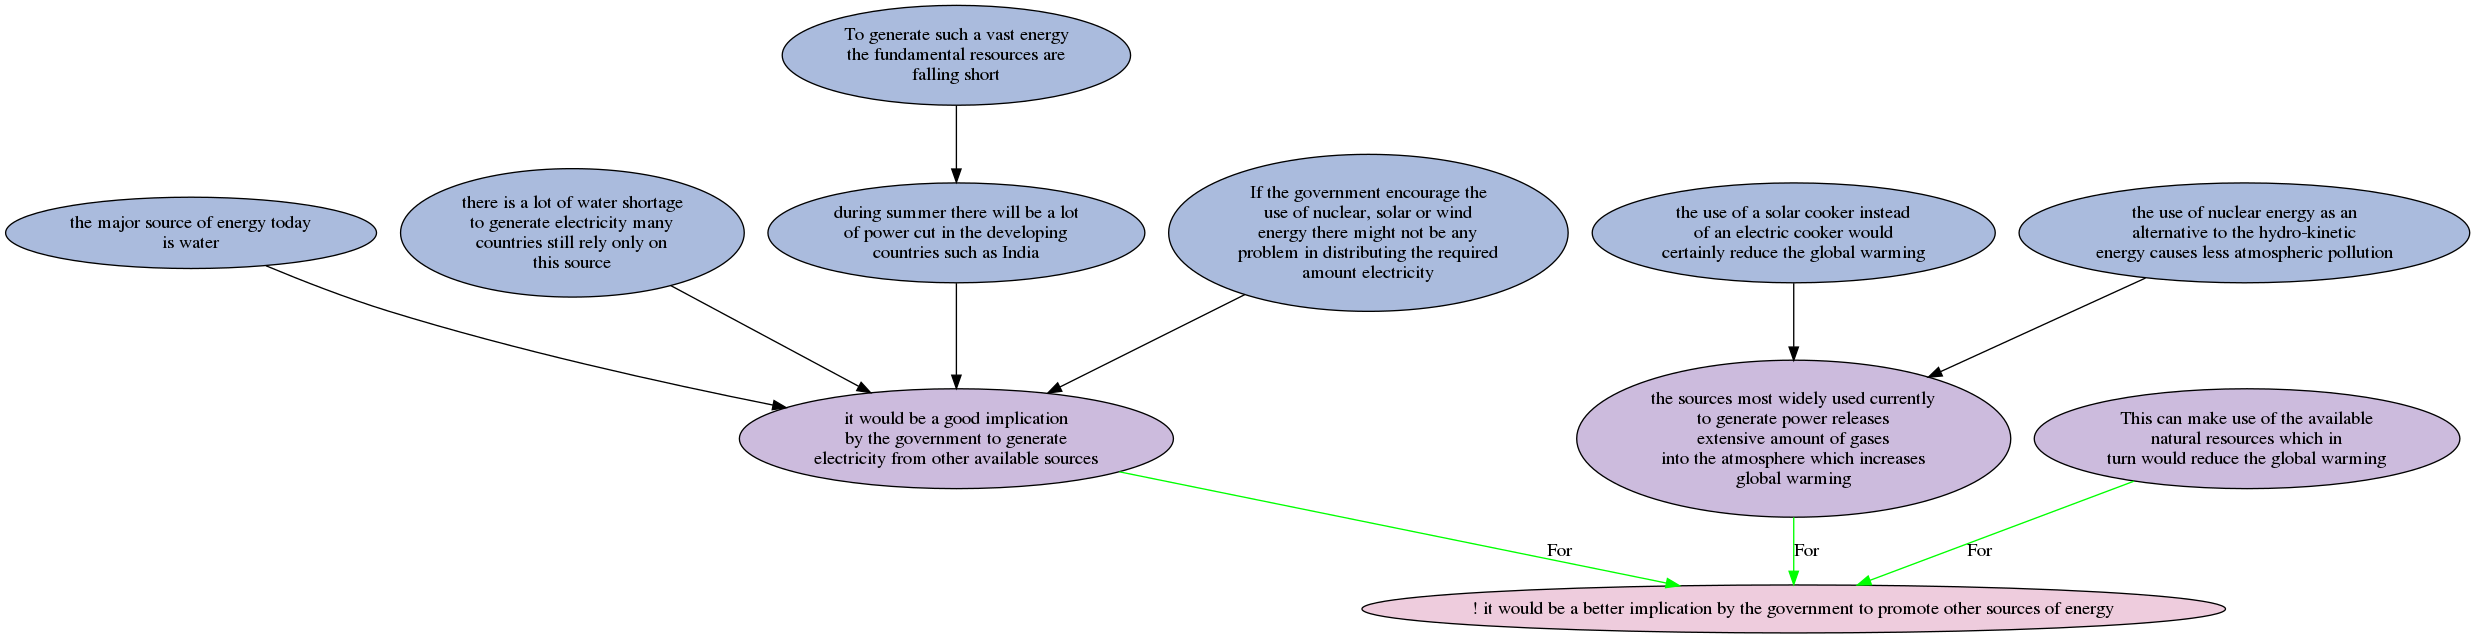 To generate such a vast energy
the fundamental resources are
falling short
the major source of energy today
is water
there is a lot of water shortage
to generate electricity many
countries still rely only on
this source
during summer there will be a lot
of power cut in the developing
countries such as India
If the government encourage the
use of nuclear, solar or wind
energy there might not be any
problem in distributing the required
amount electricity
the use of a solar cooker instead
of an electric cooker would
certainly reduce the global warming
the use of nuclear energy as an
alternative to the hydro-kinetic
energy causes less atmospheric pollution
it would be a good implication
by the government to generate
electricity from other available sources
the sources most widely used currently
to generate power releases
extensive amount of gases
into the atmosphere which increases
global warming
This can make use of the available
natural resources which in
turn would reduce the global warming
For
For
For
! it would be a better implication by the government to promote other sources of energy